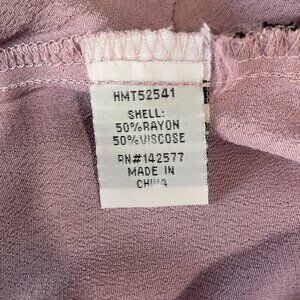 HMT52541
SHELL:
50%RAYON
50%VISCOSE
RN#142577
MADE IN
CHINA